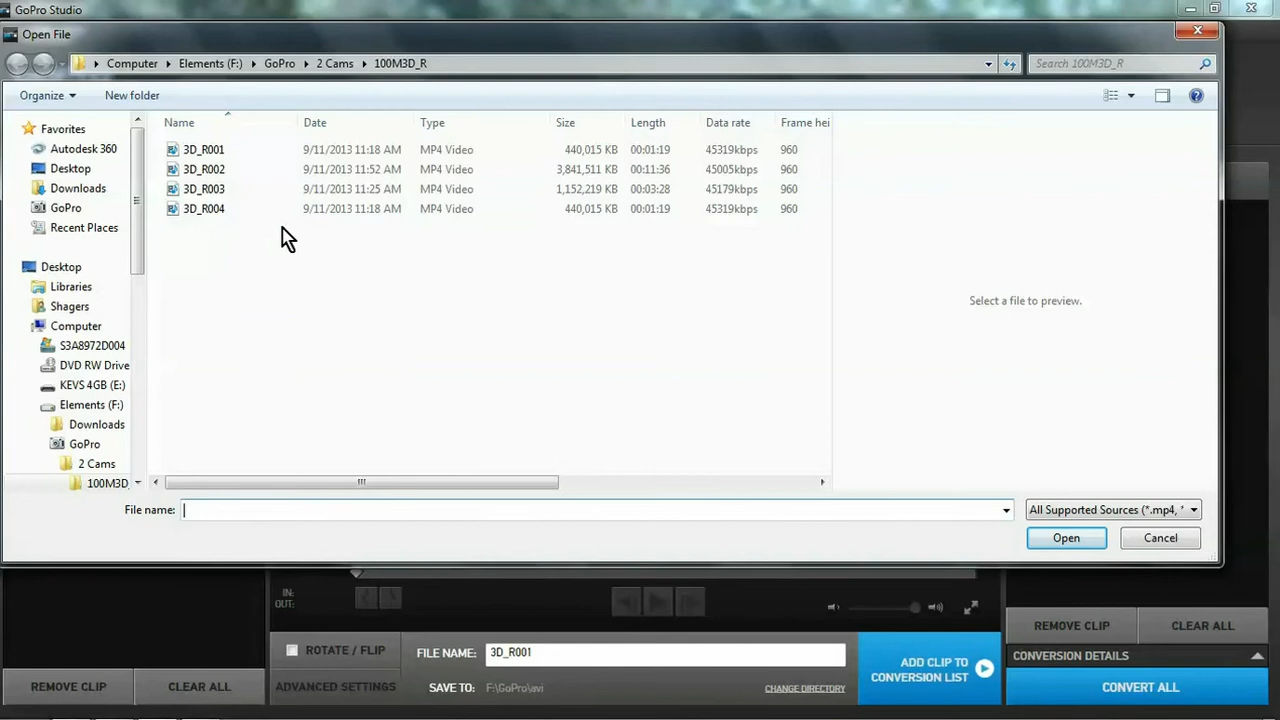 GoPro Studio
Open File
Computer Elements (F:) GoPro 2 Cams 100M3D_R
Search 100M3D_R
Organize New folder
Name Date Type Size Length Data rate Frame hei
3D_R001 9/11/2013 11:18 AM MP4 Video 440,015 KB 00:01:19 45319kbps 960
3D_R002 9/11/2013 11:52 AM MP4 Video 3,841,511 KB 00:11:36 45005kbps 960
3D_R003 9/11/2013 11:25 AM MP4 Video 1,152,219 KB 00:03:28 45179kbps 960
3D_R004 9/11/2013 11:18 AM MP4 Video 440,015 KB 00:01:19 45319kbps 960
Favorites
Autodesk 360
Desktop
Downloads
GoPro
Recent Places
Desktop
Libraries
Shagers
Computer
S3A8972D004
DVD RW Drive
KEVS 4GB (E:)
Elements (F:)
Downloads
GoPro
2 Cams
100M3D_
Select a file to preview.
File name:
All Supported Sources (*.mp4, *
Open Cancel
IN:
OUT:
ROTATE / FLIP
ADVANCED SETTINGS
FILE NAME: 3D_R001
SAVE TO: F:\GoPro\avi
CHANGE DIRECTORY
ADD CLIP TO
CONVERSION LIST
REMOVE CLIP CLEAR ALL
REMOVE CLIP CLEAR ALL
CONVERSION DETAILS
CONVERT ALL